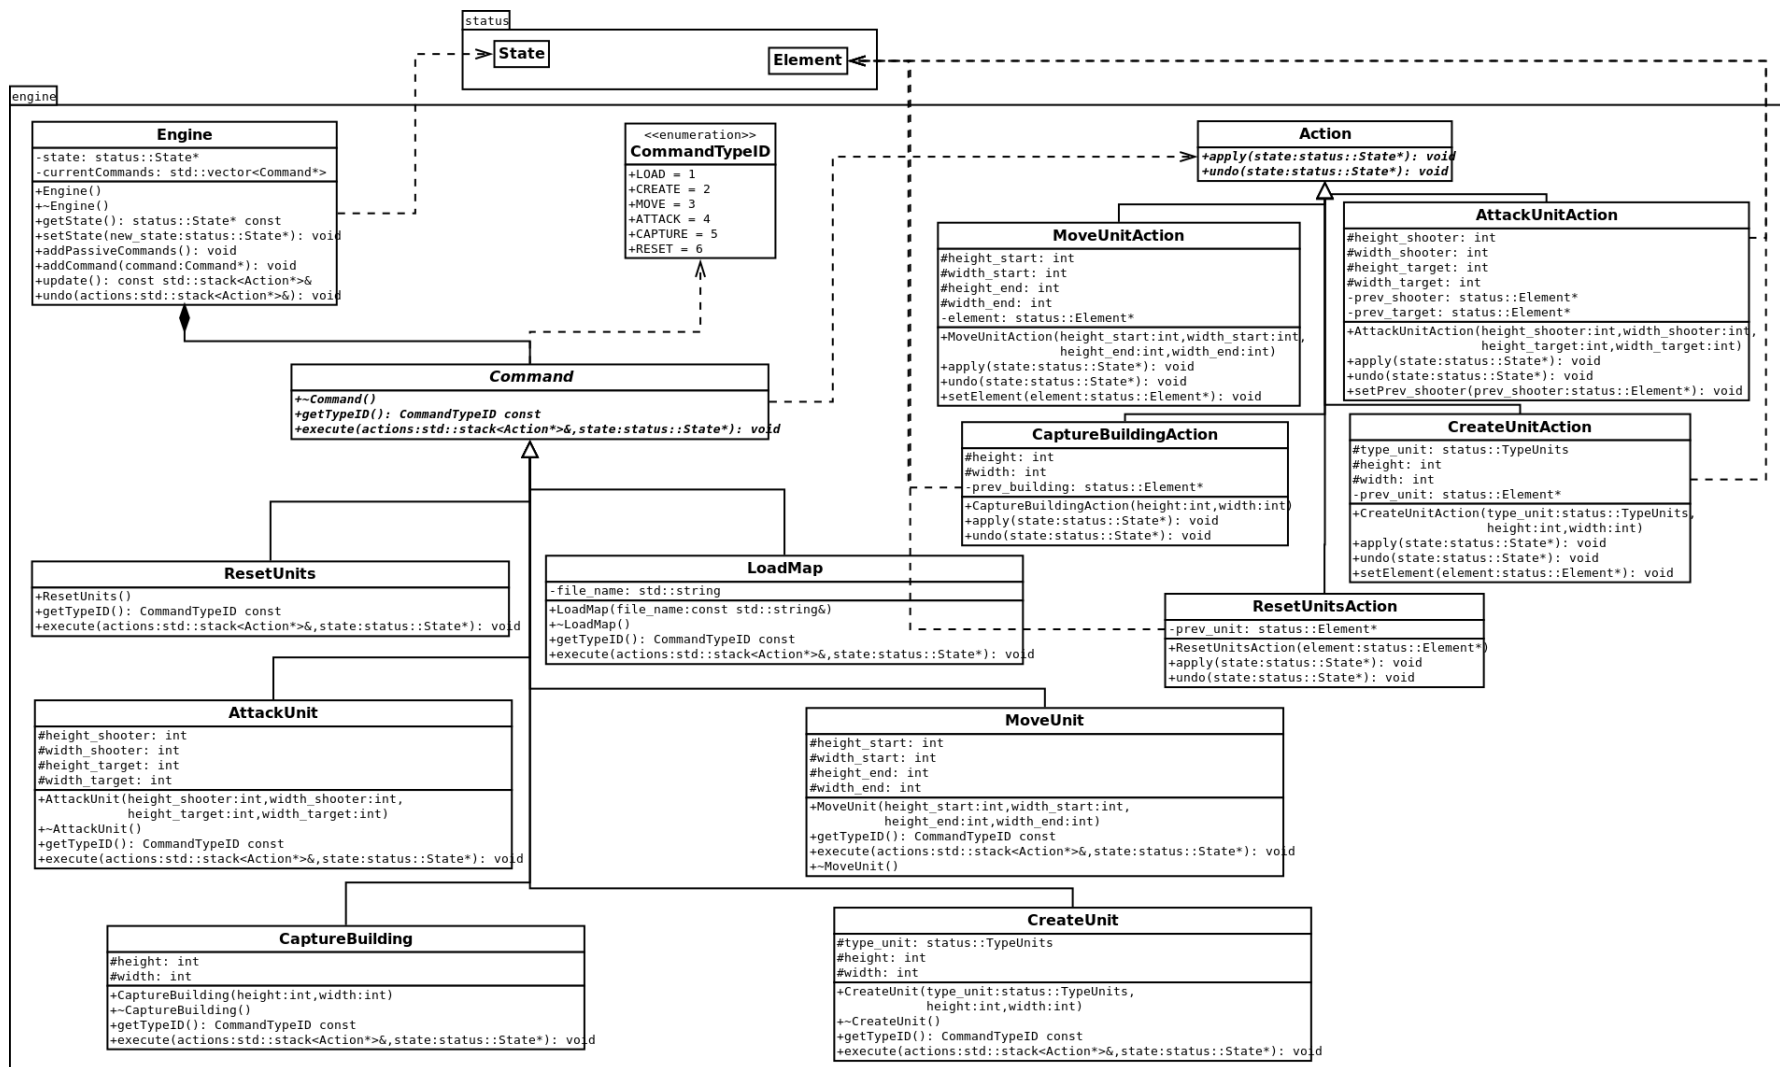 status
State
Element
engine
Engine
-state: status::State*
-currentCommands: std::vector<Command*>
+Engine()
+~Engine()
+getState(): status::State* const
+setState(new_state:status::State*): void
+addPassiveCommands(): void
+addCommand(command:Command*): void
+update(): const std::stack<Action*>&
+undo(actions:std::stack<Action*>&): void
<<enumeration>>
CommandTypeID
+LOAD = 1
+CREATE = 2
+MOVE = 3
+ATTACK = 4
+CAPTURE = 5
+RESET = 6
Action
+apply(state:status::State*): void
+undo(state:status::State*): void
MoveUnitAction
#height_start: int
#width_start: int
#height_end: int
#width_end: int
-element: status::Element*
+MoveUnitAction(height_start:int,width_start:int,
height_end:int,width_end:int)
+apply(state:status::State*): void
+undo(state:status::State*): void
+setElement(element:status::Element*): void
AttackUnitAction
#height_shooter: int
#width_shooter: int
#height_target: int
#width_target: int
-prev_shooter: status::Element*
-prev_target: status::Element*
+AttackUnitAction(height_shooter:int,width_shooter:int,
height_target:int,width_target:int)
+apply(state:status::State*): void
+undo(state:status::State*): void
+setPrev_shooter(prev_shooter:status::Element*): void
Command
+~Command()
+getTypeID(): CommandTypeID const
+execute(actions:std::stack<Action*>&,state:status::State*): void
CaptureBuildingAction
#height: int
#width: int
-prev_building: status::Element*
+CaptureBuildingAction(height:int,width:int)
+apply(state:status::State*): void
+undo(state:status::State*): void
CreateUnitAction
#type_unit: status::TypeUnits
#height: int
#width: int
-prev_unit: status::Element*
+CreateUnitAction(type_unit:status::TypeUnits,
height:int,width:int)
+apply(state:status::State*): void
+undo(state:status::State*): void
+setElement(element:status::Element*): void
ResetUnits
+ResetUnits()
+getTypeID(): CommandTypeID const
+execute(actions:std::stack<Action*>&,state:status::State*): void
LoadMap
-file_name: std::string
+LoadMap(file_name:const std::string&)
+~LoadMap()
+getTypeID(): CommandTypeID const
+execute(actions:std::stack<Action*>&,state:status::State*): void
ResetUnitsAction
-prev_unit: status::Element*
+ResetUnitsAction(element:status::Element*)
+apply(state:status::State*): void
+undo(state:status::State*): void
AttackUnit
#height_shooter: int
#width_shooter: int
#height_target: int
#width_target: int
+AttackUnit(height_shooter:int,width_shooter:int,
height_target:int,width_target:int)
+~AttackUnit()
+getTypeID(): CommandTypeID const
+execute(actions:std::stack<Action*>&,state:status::State*): void
MoveUnit
#height_start: int
#width_start: int
#height_end: int
#width_end: int
+MoveUnit(height_start:int,width_start:int,
height_end:int,width_end:int)
+getTypeID(): CommandTypeID const
+execute(actions:std::stack<Action*>&,state:status::State*): void
+~MoveUnit()
CaptureBuilding
#height: int
#width: int
+CaptureBuilding(height:int,width:int)
+~CaptureBuilding()
+getTypeID(): CommandTypeID const
+execute(actions:std::stack<Action*>&,state:status::State*): void
CreateUnit
#type_unit: status::TypeUnits
#height: int
#width: int
+CreateUnit(type_unit:status::TypeUnits,
height:int,width:int)
+~CreateUnit()
+getTypeID(): CommandTypeID const
+execute(actions:std::stack<Action*>&,state:status::State*): void